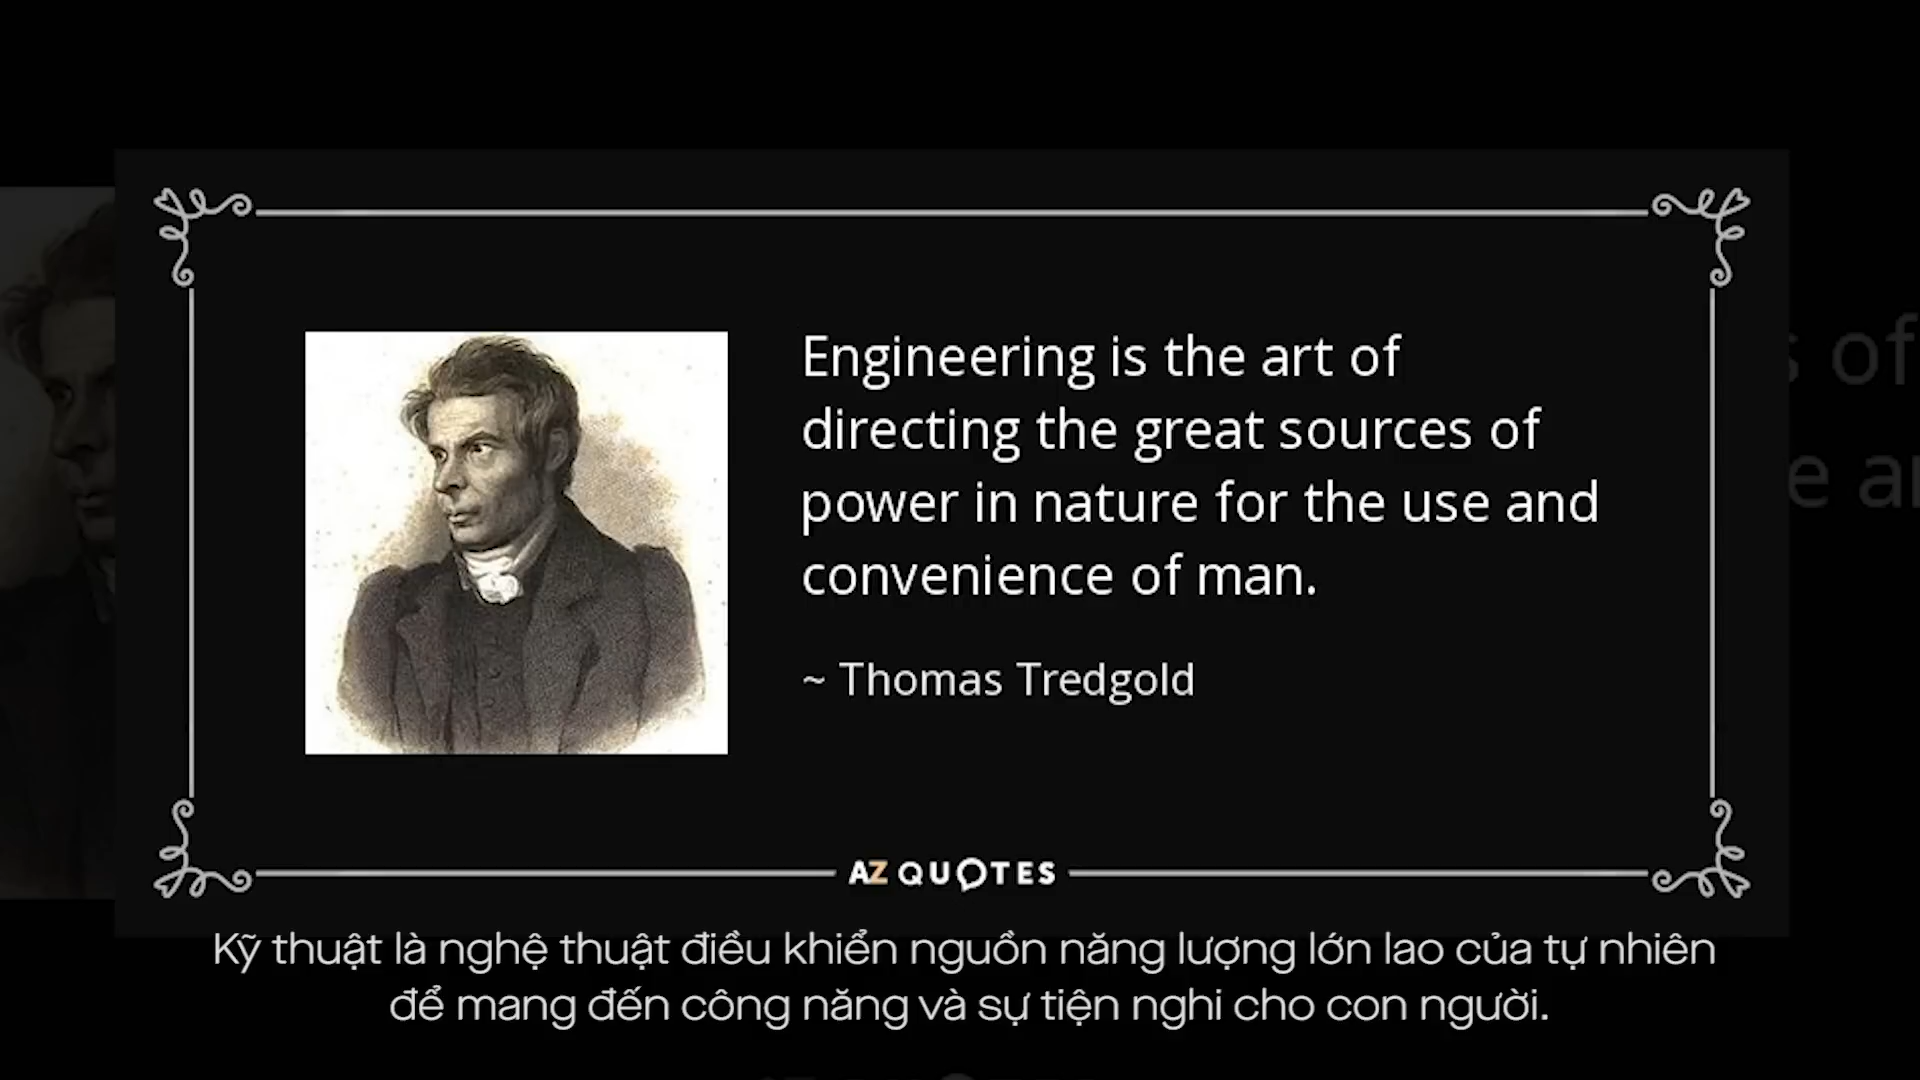 Engineering is the art of
directing the great sources of
power in nature for the use and
convenience of man.
~ Thomas Tredgold
AZ QUOTES
Kỹ thuật là nghệ thuật điều khiển nguồn năng lượng lớn lao của tự nhiên
để mang đến công năng và sự tiện nghi cho con người.